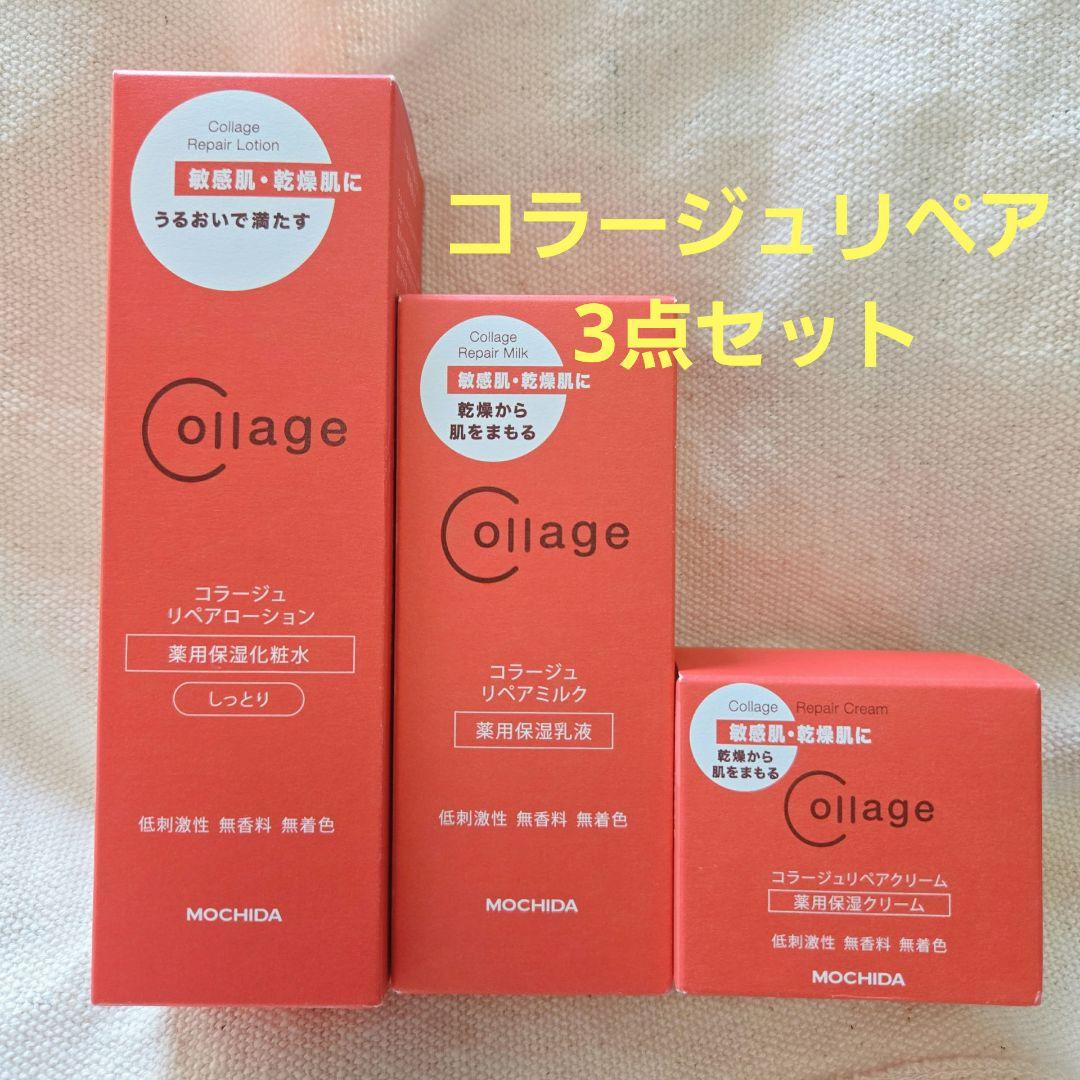 コラージュリペア
3点セット
Collage
Repair Lotion
敏感肌・乾燥肌に
うるおいで満たす
Collage
コラージュ
リペアローション
薬用保湿化粧水
しっとり
低刺激性 無香料 無着色
MOCHIDA
Collage
Repair Milk
敏感肌・乾燥肌に
乾燥から
肌をまもる
Collage
コラージュ
リペアミルク
薬用保湿乳液
低刺激性 無香料 無着色
MOCHIDA
Collage Repair Cream
敏感肌・乾燥肌に
乾燥から
肌をまもる
Collage
コラージュリペアクリーム
薬用保湿クリーム
低刺激性 無香料 無着色
MOCHIDA